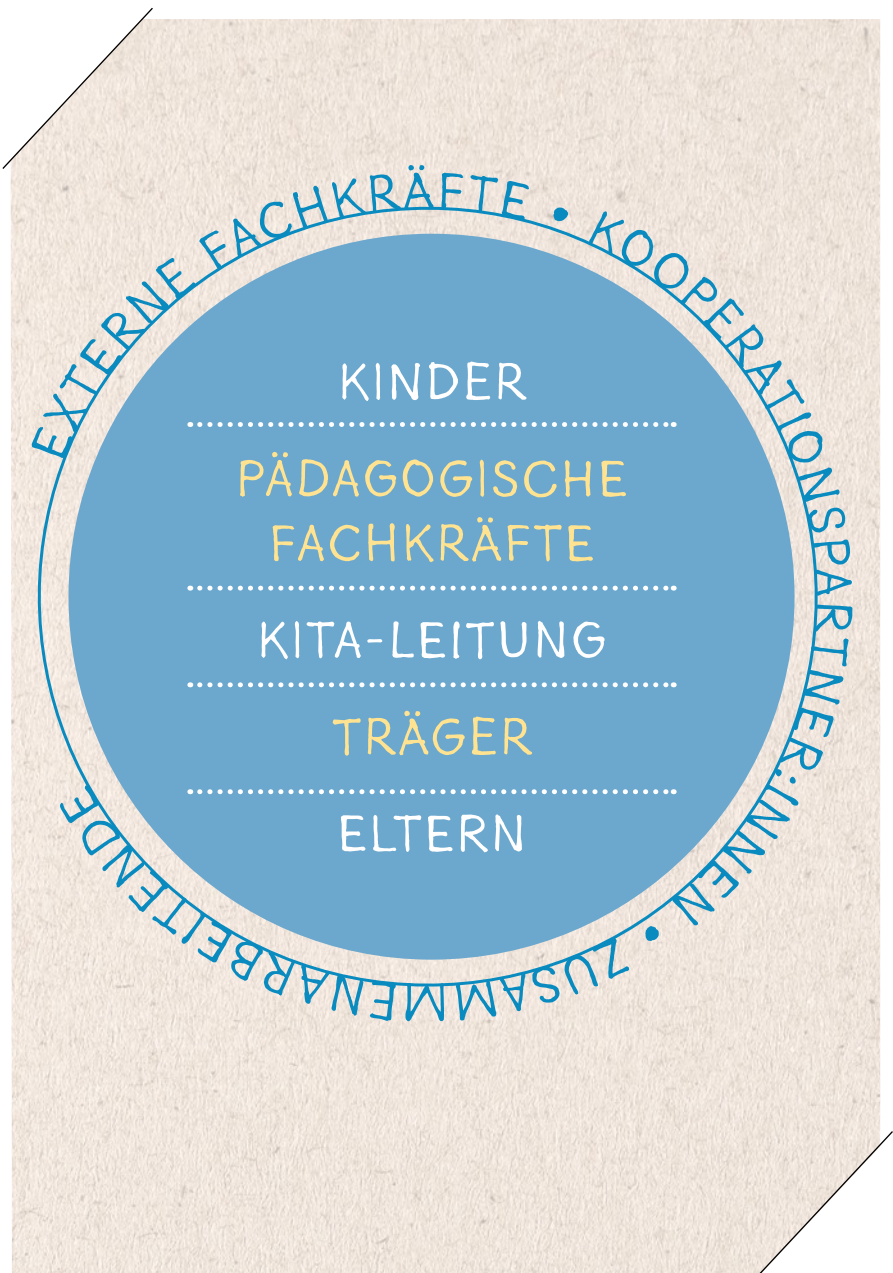 EXTERNE FACHKRÄFTE • KOOPERATIONSPARTNER:INNEN • ZUSAMMENARBEITENDE
KINDER
PÄDAGOGISCHE
FACHKRÄFTE
KITA-LEITUNG
TRÄGER
ELTERN